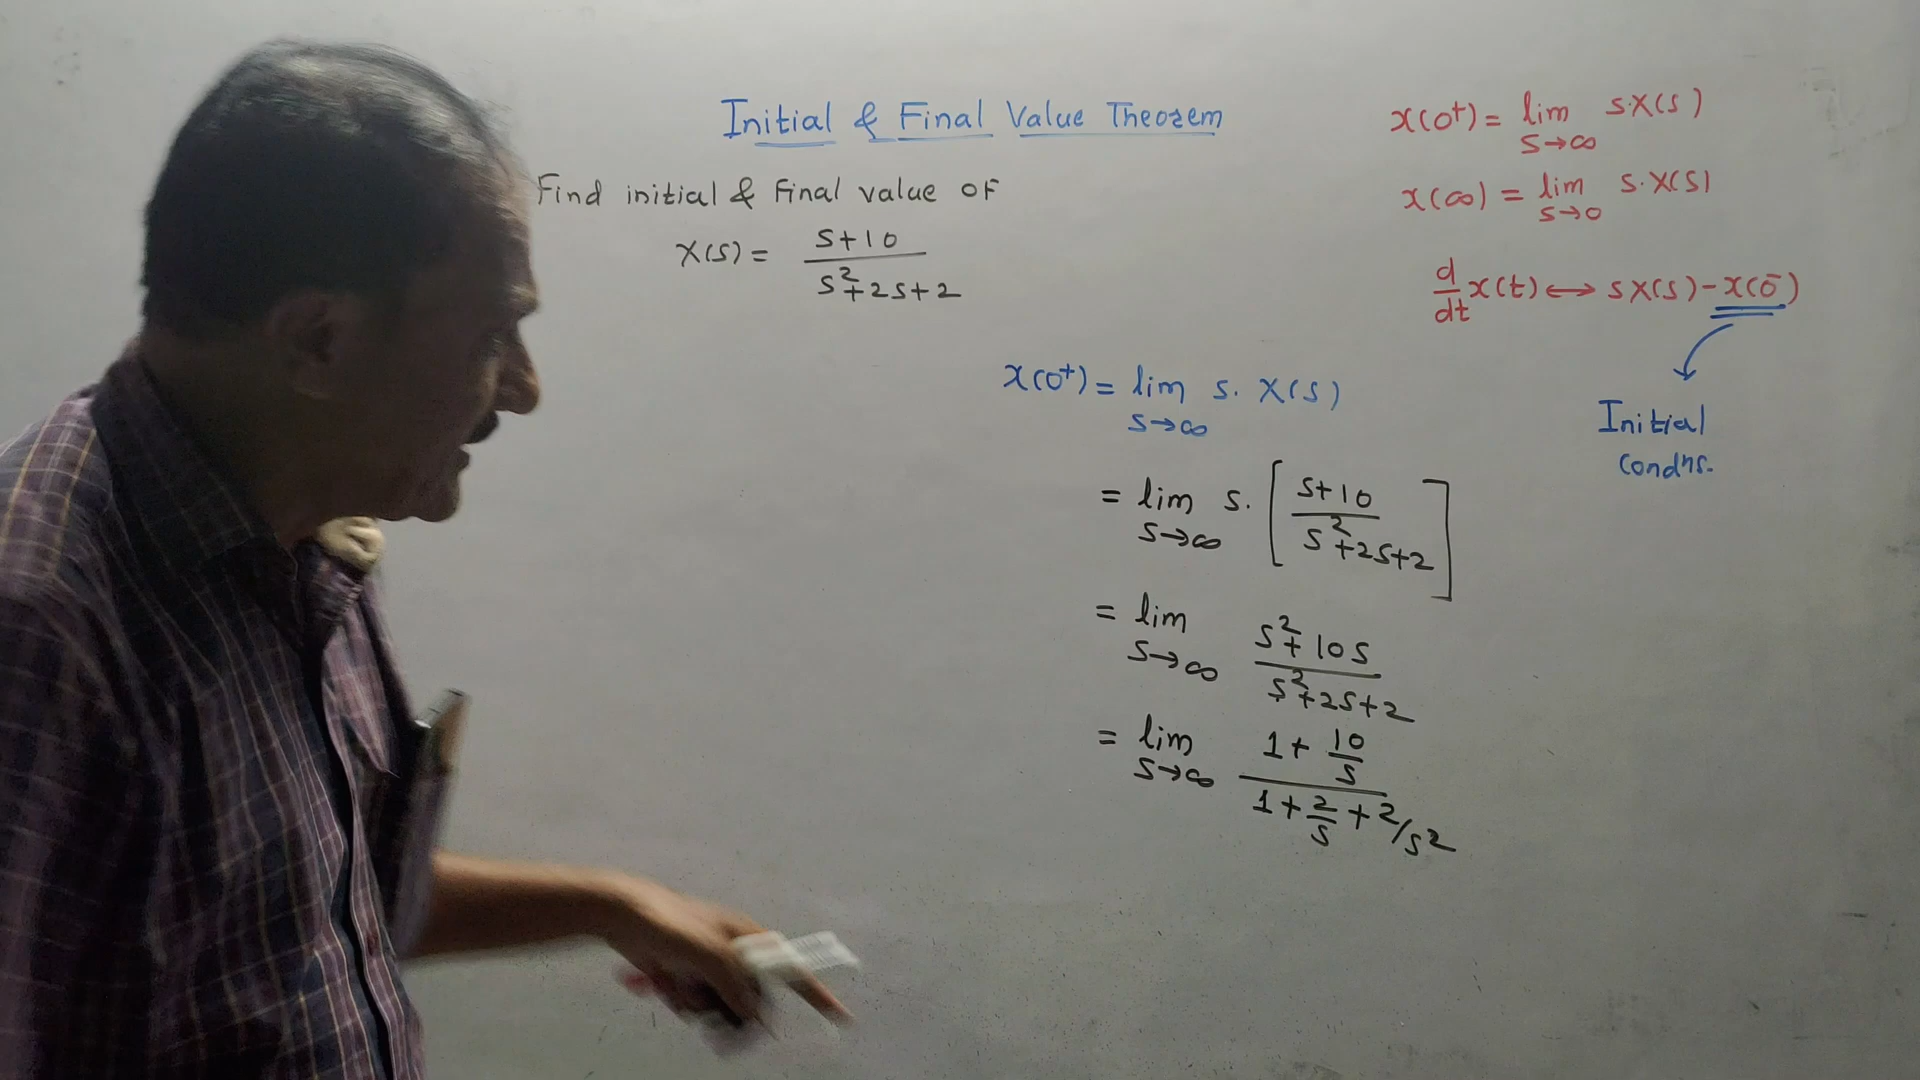 Initial & Final Value Theorem
Find initial & Final value of
X(s) = s+10 / s²+2s+2
x(0⁺) = lim s→∞ s.X(s)
x(∞) = lim s→0 s.X(s)
d/dt x(t) ⟷ sX(s) - x(0⁻)
Initial
Condns.
x(0⁺) = lim s→∞ s. X(s)
= lim s→∞ s. [ s+10 / s²+2s+2 ]
= lim s→∞ s²+10s / s²+2s+2
= lim s→∞ 1 + 10/s / 1 + 2/s + 2/s²